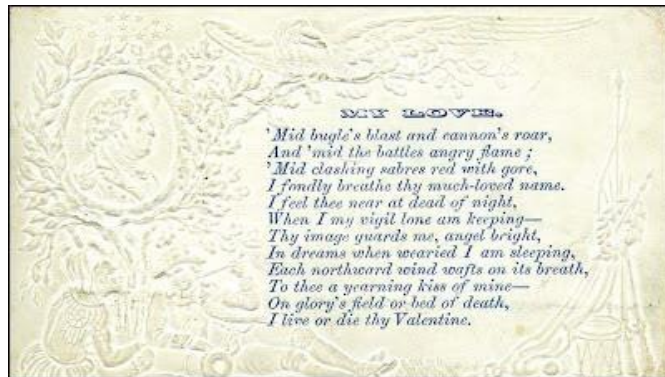 MY LOVE.
'Mid bugle's blast and cannon's roar,
And 'mid the battles angry flame;
'Mid clashing sabres red with gore,
I fondly breathe thy much-loved name.
I feel thee near at dead of night,
When I my vigil lone am keeping—
Thy image guards me, angel bright,
In dreams when wearied I am sleeping,
Each northward wind wafts on its breath,
To thee a yearning kiss of mine—
On glory's field or bed of death,
I live or die thy Valentine.